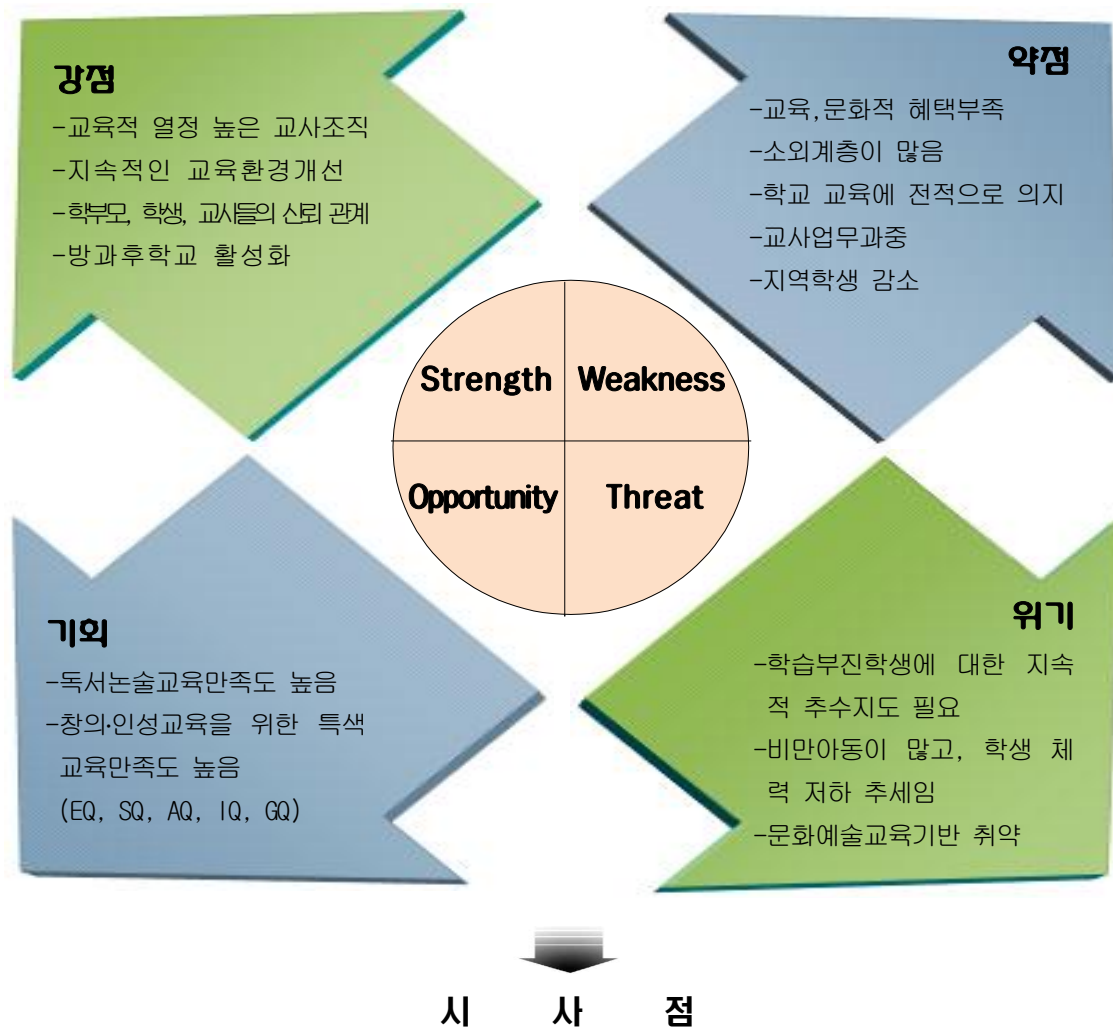 강점
-교육적 열정 높은 교사조직
-지속적인 교육환경개선
-학부모, 학생, 교사들의 신뢰 관계
-방과후학교 활성화
약점
-교육,문화적 혜택부족
-소외계층이 많음
-학교 교육에 전적으로 의지
-교사업무과중
-지역학생 감소
Strength
Weakness
Opportunity
Threat
기회
-독서논술교육만족도 높음
-창의·인성교육을 위한 특색
교육만족도 높음
(EQ, SQ, AQ, IQ, GQ)
위기
-학습부진학생에 대한 지속
적 추수지도 필요
-비만아동이 많고, 학생 체
력 저하 추세임
-문화예술교육기반 취약
시 사 점